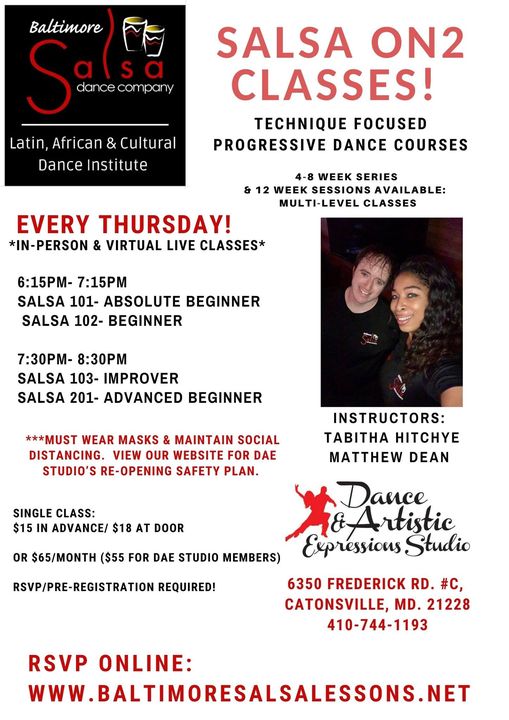 Baltimore
Salsa
dance company
Latin, African & Cultural
Dance Institute
SALSA ON2
CLASSES!
TECHNIQUE FOCUSED
PROGRESSIVE DANCE COURSES
4-8 WEEK SERIES
& 12 WEEK SESSIONS AVAILABLE:
MULTI-LEVEL CLASSES
EVERY THURSDAY!
*IN-PERSON & VIRTUAL LIVE CLASSES*
6:15PM- 7:15PM
SALSA 101- ABSOLUTE BEGINNER
SALSA 102- BEGINNER
7:30PM- 8:30PM
SALSA 103- IMPROVER
SALSA 201- ADVANCED BEGINNER
***MUST WEAR MASKS & MAINTAIN SOCIAL
DISTANCING. VIEW OUR WEBSITE FOR DAE
STUDIO'S RE-OPENING SAFETY PLAN.
SINGLE CLASS:
$15 IN ADVANCE/ $18 AT DOOR
OR $65/MONTH ($55 FOR DAE STUDIO MEMBERS)
RSVP/PRE-REGISTRATION REQUIRED!
INSTRUCTORS:
TABITHA HITCHYE
MATTHEW DEAN
Dance
& Artistic
Expressions Studio
6350 FREDERICK RD. #C,
CATONSVILLE, MD. 21228
410-744-1193
RSVP ONLINE:
WWW.BALTIMORESALSALESSONS.NET